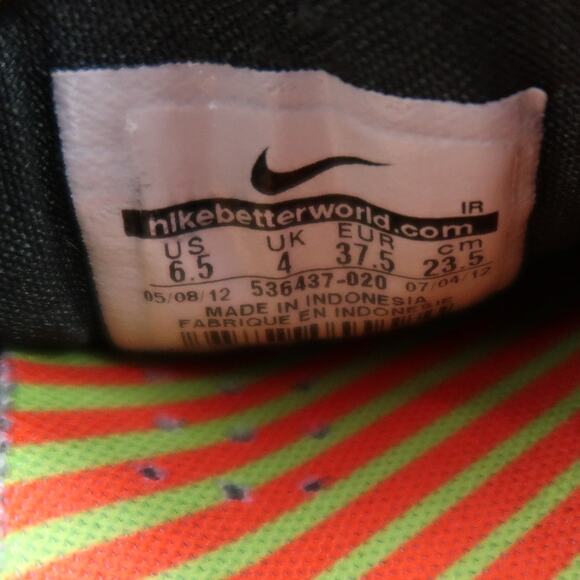 nikebetterworld.com
IR
US UK EUR cm
6.5 4 37.5 23.5
05/08/12 536437-020 07/04/12
MADE IN INDONESIA
FABRIQUE EN INDONESIE